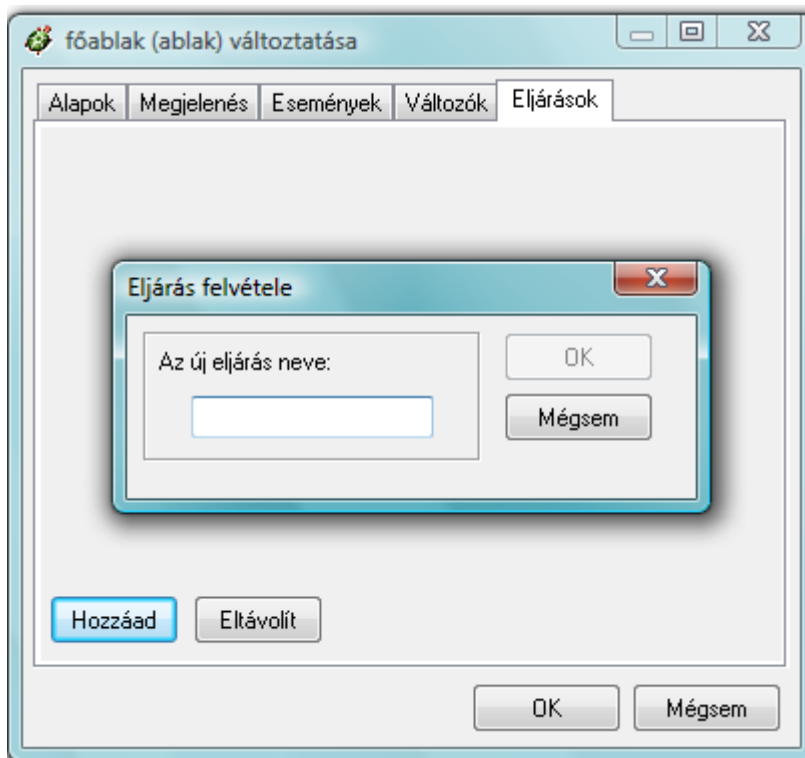 főablak (ablak) változtatása
Alapok Megjelenés Események Változók Eljárások
Eljárás felvétele
Az új eljárás neve:
OK
Mégsem
Hozzáad Eltávolít
OK Mégsem